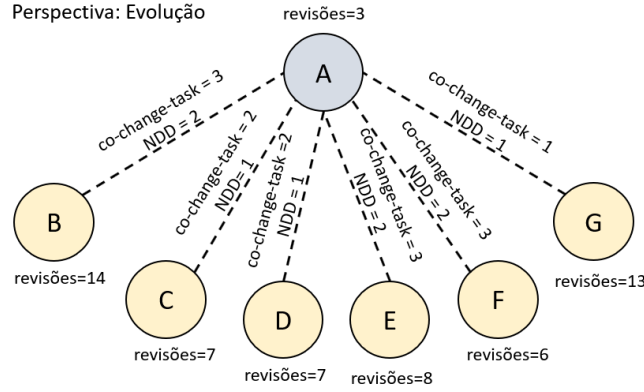 Perspectiva: Evolução
revisões=3
A
co-change-task = 3
NDD = 2
co-change-task = 2
NDD= 1
co-change-task =2
NDD = 1
co-change-task = 3
NDD = 2
co-change-task = 3
NDD = 2
co-change-task = 1
NDD = 1
B
revisões=14
C
revisões=7
D
revisões=7
E
revisões=8
F
revisões=6
G
revisões=13